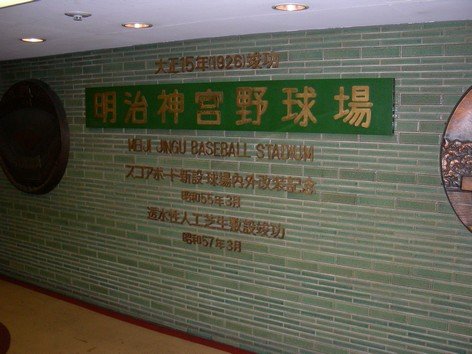 大正15年(1926)竣功
明治神宮野球場
MEIJI JINGU BASEBALL STADIUM
スコアボード新設・球場内外改装記念
昭和55年3月
透水性人工芝生敷設竣功
昭和57年3月